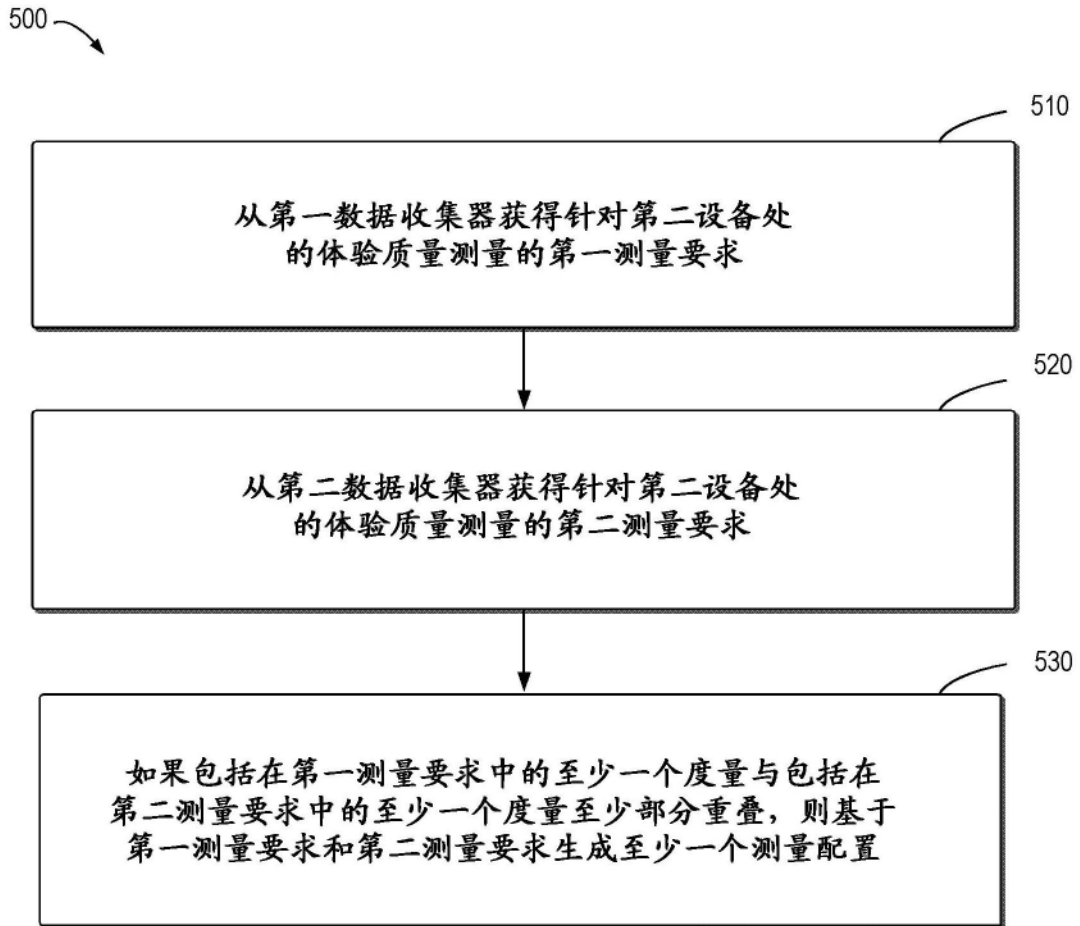 500
510
从第一数据收集器获得针对第二设备处
的体验质量测量的第一测量要求
520
从第二数据收集器获得针对第二设备处
的体验质量测量的第二测量要求
530
如果包括在第一测量要求中的至少一个度量与包括在
第二测量要求中的至少一个度量至少部分重叠，则基于
第一测量要求和第二测量要求生成至少一个测量配置